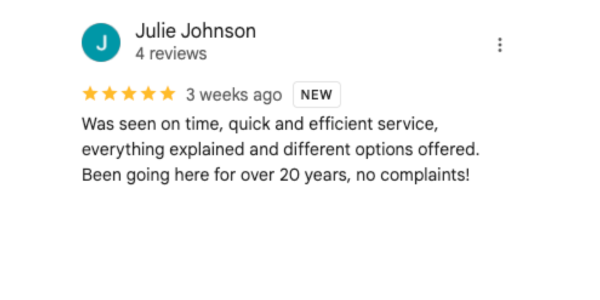 J
Julie Johnson
4 reviews
3 weeks ago NEW
Was seen on time, quick and efficient service,
everything explained and different options offered.
Been going here for over 20 years, no complaints!